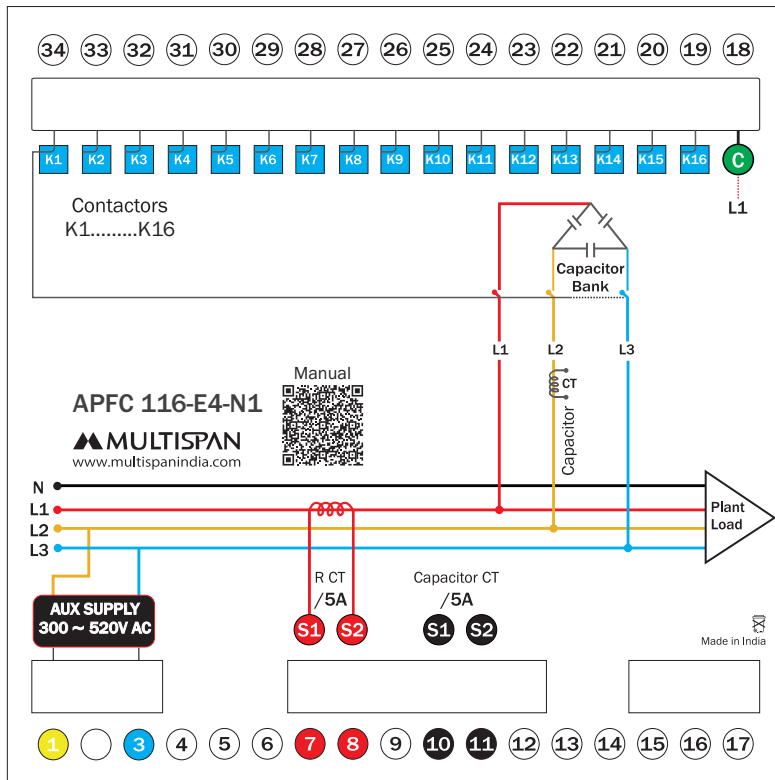 34 33 32 31 30 29 28 27 26 25 24 23 22 21 20 19 18
K1 K2 K3 K4 K5 K6 K7 K8 K9 K10 K11 K12 K13 K14 K15 K16 C
L1
Contactors
K1.........K16
Capacitor
Bank
L1 L2 L3
Manual
CT
Capacitor
APFC 116-E4-N1
MULTISPAN
www.multispanindia.com
N
L1
L2
L3
Plant
Load
AUX SUPPLY
300 ~ 520V AC
R CT
/5A
Capacitor CT
/5A
S1 S2 S1 S2
Made in India
1 3 4 5 6 7 8 9 10 11 12 13 14 15 16 17